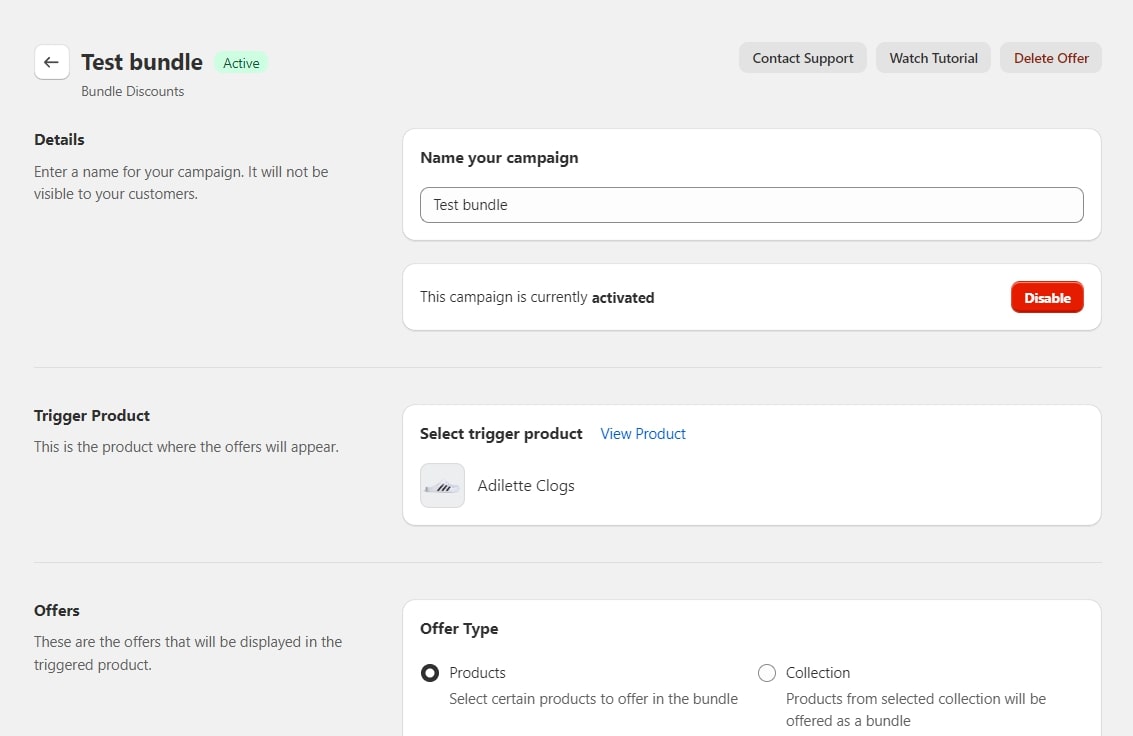 Test bundle Active
Bundle Discounts
Contact Support
Watch Tutorial
Delete Offer
Details
Enter a name for your campaign. It will not be
visible to your customers.
Name your campaign
Test bundle
This campaign is currently activated
Disable
Trigger Product
This is the product where the offers will appear.
Select trigger product View Product
Adilette Clogs
Offers
These are the offers that will be displayed in the
triggered product.
Offer Type
Products
Select certain products to offer in the bundle
Collection
Products from selected collection will be
offered as a bundle